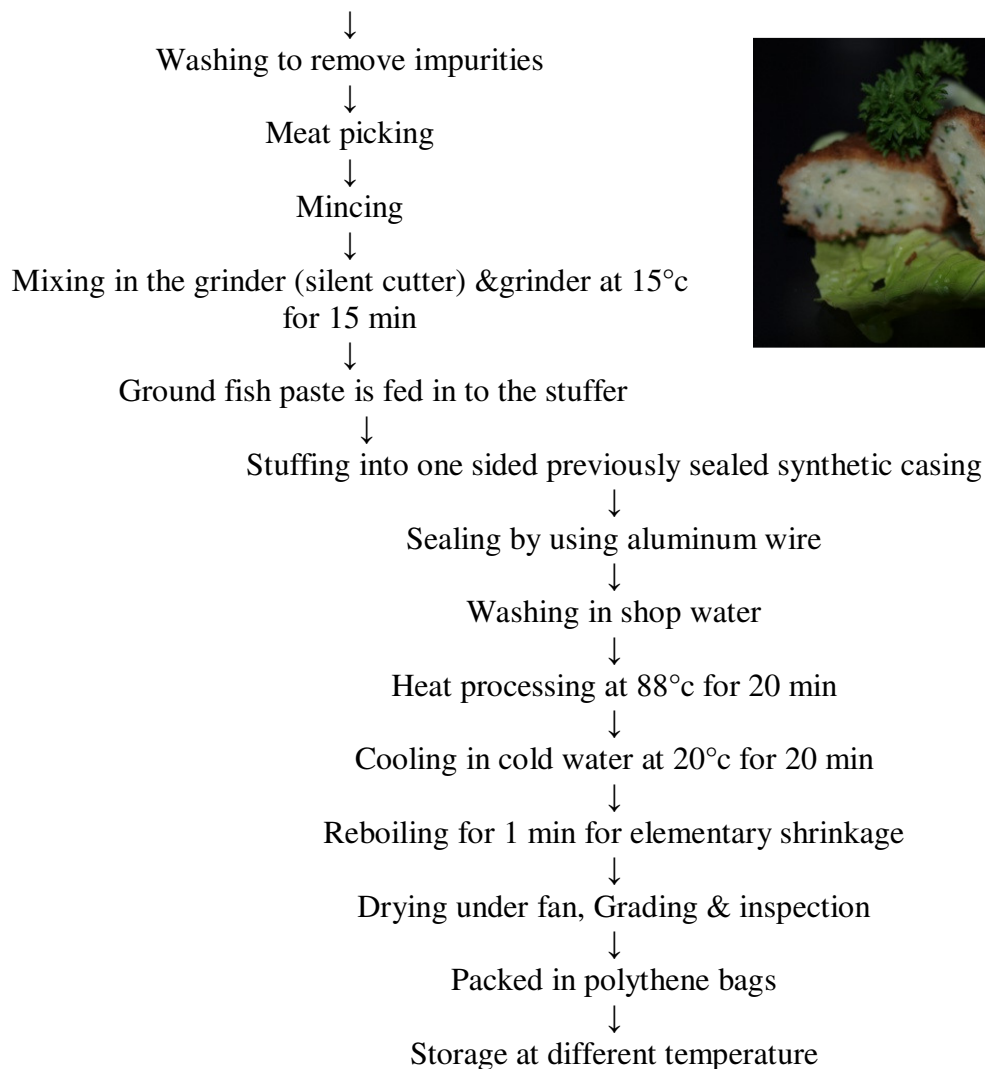 ↓
Washing to remove impurities
↓
Meat picking
↓
Mincing
↓
Mixing in the grinder (silent cutter) &grinder at 15°c
for 15 min
↓
Ground fish paste is fed in to the stuffer
↓
Stuffing into one sided previously sealed synthetic casing
↓
Sealing by using aluminum wire
↓
Washing in shop water
↓
Heat processing at 88°c for 20 min
↓
Cooling in cold water at 20°c for 20 min
↓
Reboiling for 1 min for elementary shrinkage
↓
Drying under fan, Grading & inspection
↓
Packed in polythene bags
↓
Storage at different temperature